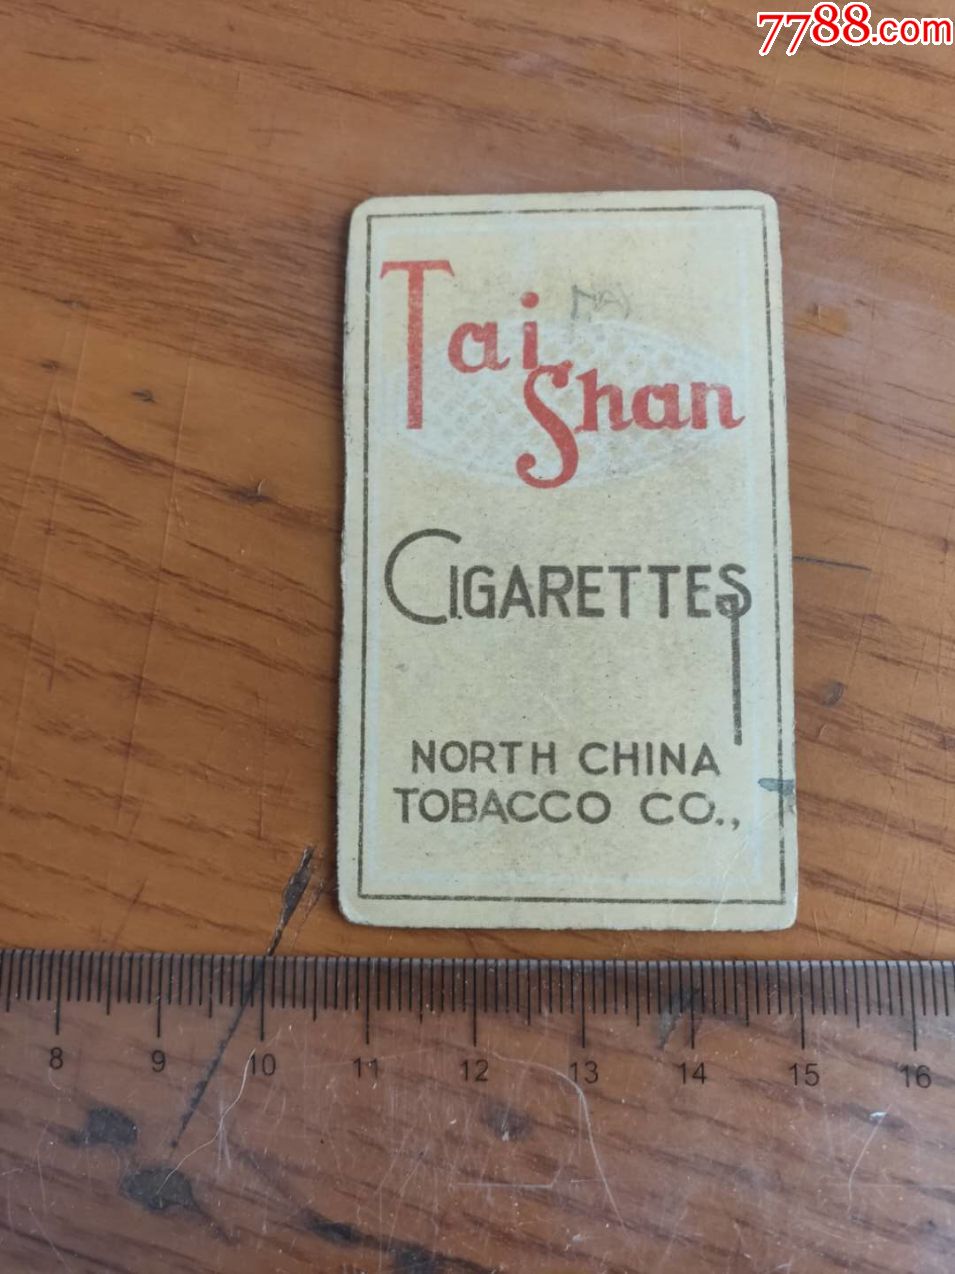 7788.com
Tai
Shan
CIGARETTES
NORTH CHINA
TOBACCO CO.,
8 9 10 11 12 13 14 15 16